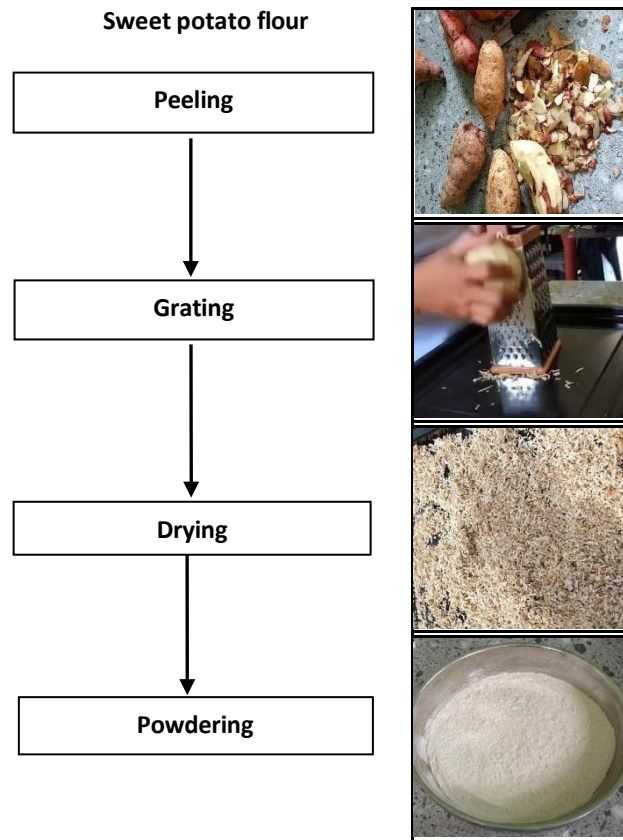 Sweet potato flour
Peeling
Grating
Drying
Powdering